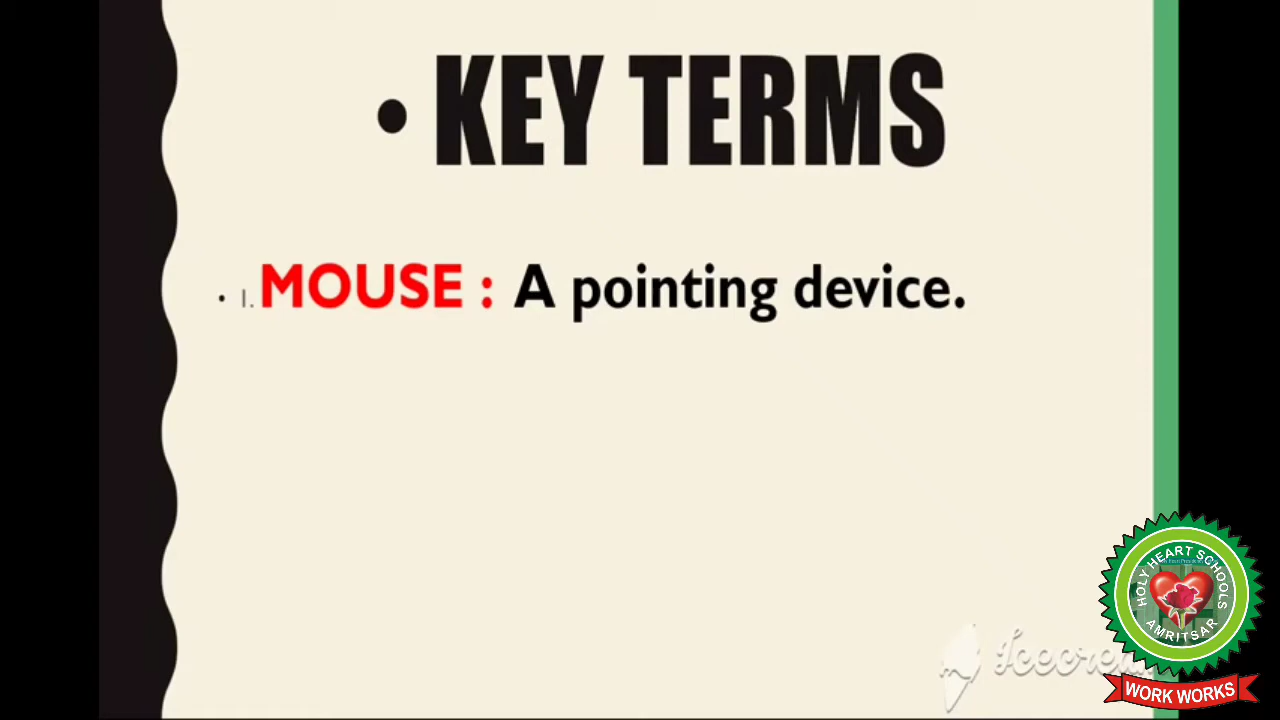 • KEY TERMS
• 1. MOUSE : A pointing device.
HOLY HEART SCHOOLS
AMRITSAR
WORK WORKS